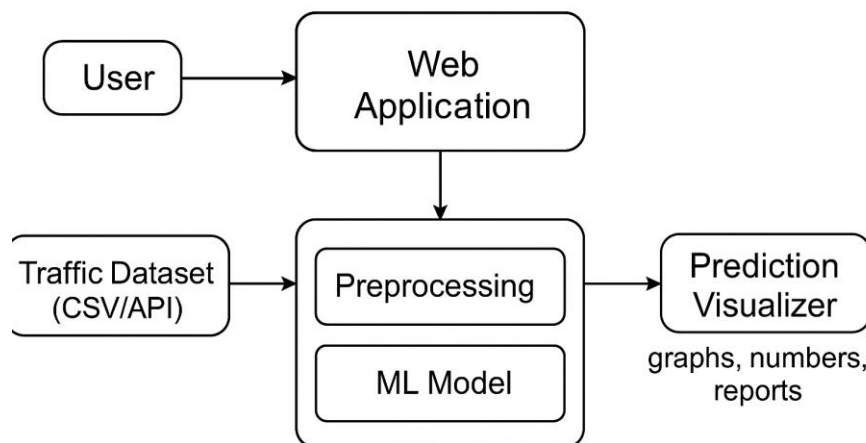 User
Web
Application
Traffic Dataset
(CSV/API)
Preprocessing
ML Model
Prediction
Visualizer
graphs, numbers,
reports